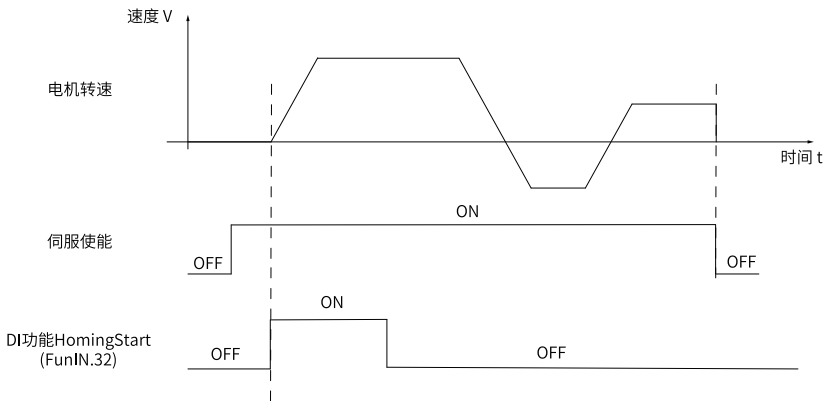 速度 V
电机转速
时间 t
ON
伺服使能
OFF
OFF
ON
DI功能HomingStart
(FunIN.32)
OFF
OFF